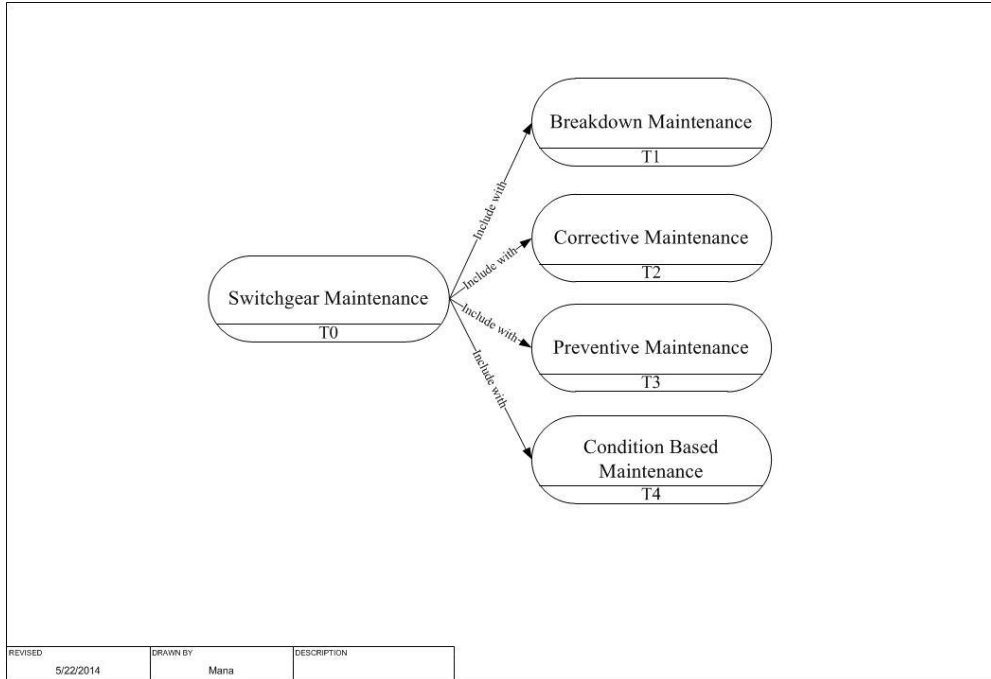 Breakdown Maintenance
T1
Include with
Corrective Maintenance
T2
Include with
Switchgear Maintenance
T0
Include with
Preventive Maintenance
T3
Include with
Condition Based
Maintenance
T4
REVISED
5/22/2014
DRAWN BY
Mana
DESCRIPTION